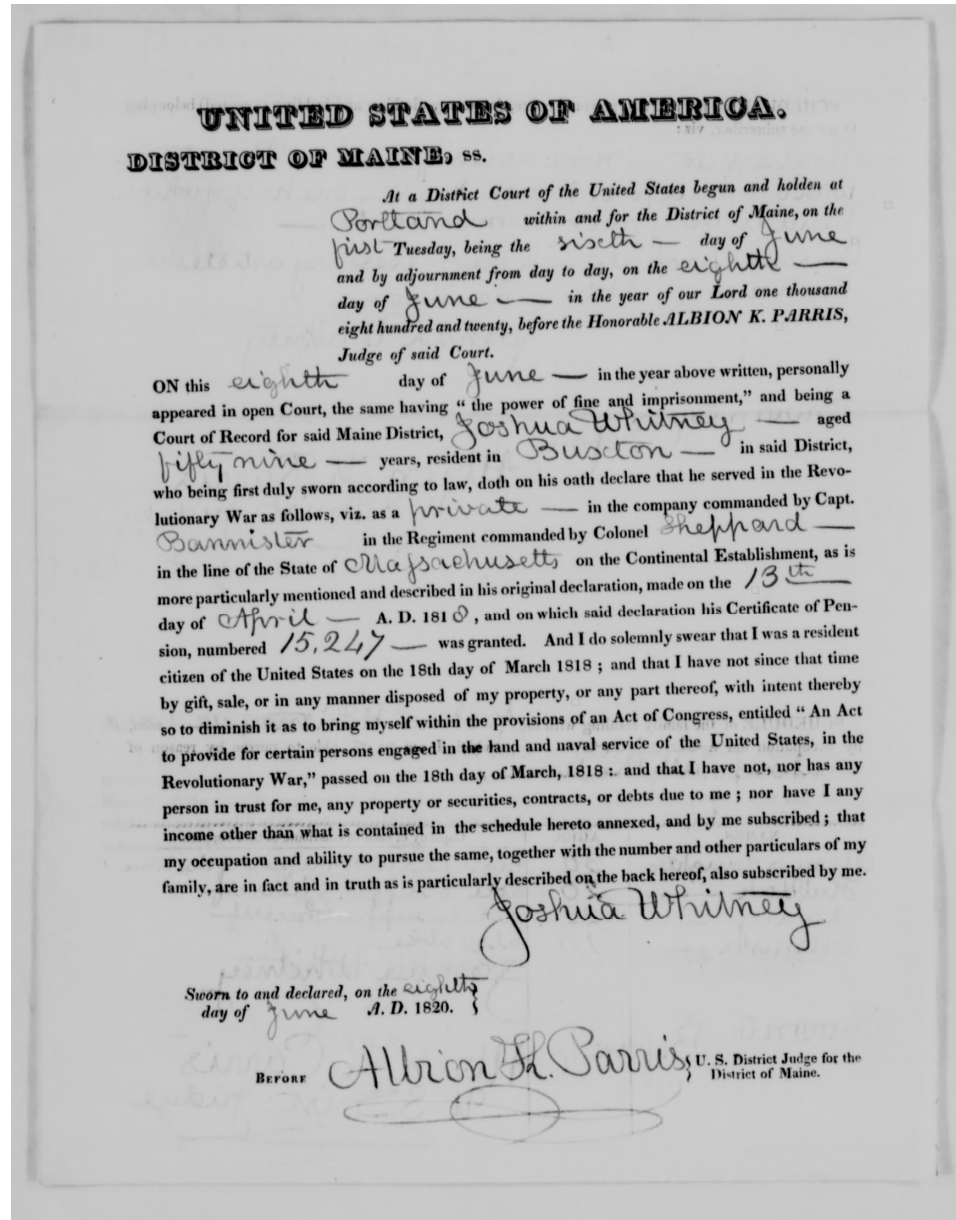 UNITED STATES OF AMERICA.
DISTRICT OF MAINE, ss.
At a District Court of the United States begun and holden at
Portland within and for the District of Maine, on the
first Tuesday, being the sixth — day of June
and by adjournment from day to day, on the eighth —
day of June — in the year of our Lord one thousand
eight hundred and twenty, before the Honorable ALBION K. PARRIS,
Judge of said Court.
ON this eighth day of June — in the year above written, personally
appeared in open Court, the same having “ the power of fine and imprisonment,” and being a
Court of Record for said Maine District, Joshua Whitney — aged
fifty nine — years, resident in Buxton — in said District,
who being first duly sworn according to law, doth on his oath declare that he served in the Revo-
lutionary War as follows, viz. as a private — in the company commanded by Capt.
Bannister in the Regiment commanded by Colonel Sheppard —
in the line of the State of Massachusetts on the Continental Establishment, as is
more particularly mentioned and described in his original declaration, made on the 13th
day of April — A. D. 1818, and on which said declaration his Certificate of Pen-
sion, numbered 15,247 — was granted. And I do solemnly swear that I was a resident
citizen of the United States on the 18th day of March 1818 ; and that I have not since that time
by gift, sale, or in any manner disposed of my property, or any part thereof, with intent thereby
so to diminish it as to bring myself within the provisions of an Act of Congress, entitled “ An Act
to provide for certain persons engaged in the land and naval service of the United States, in the
Revolutionary War,” passed on the 18th day of March, 1818 : and that I have not, nor has any
person in trust for me, any property or securities, contracts, or debts due to me ; nor have I any
income other than what is contained in the schedule hereto annexed, and by me subscribed ; that
my occupation and ability to pursue the same, together with the number and other particulars of my
family, are in fact and in truth as is particularly described on the back hereof, also subscribed by me.
Joshua Whitney
Sworn to and declared, on the eighth
day of June A. D. 1820.
BEFORE Albion K. Parris, U. S. District Judge for the
District of Maine.